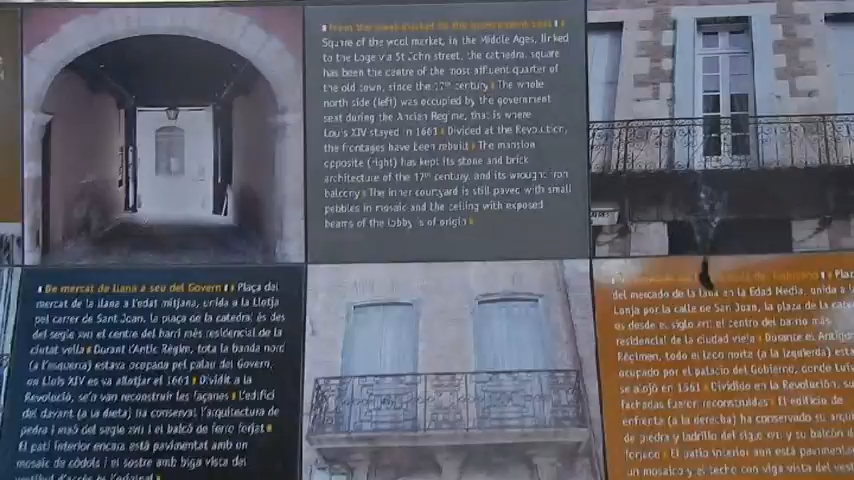 From the wool market to the government seat
Square of the wool market, in the Middle Ages, linked
to the Loge via St John street, the cathedral square
has been the centre of the most affluent quarter of
the old town, since the 17th century The whole
north side (left) was occupied by the government
seat during the Ancien Regime, that is where
Louis XIV stayed in 1661 Divided at the Revolution,
the frontages have been rebuilt The mansion
opposite (right) has kept its stone and brick
architecture of the 17th century, and its wrought iron
balcony The inner courtyard is still paved with small
pebbles in mosaic and the ceiling with exposed
beams of the lobby is of origin
De mercat de llana a seu del Govern Plaça del
mercat de la llana a l'edat mitjana, unida a la Llotja
pel carrer de Sant Joan, la plaça de la catedral és des
del segle XVII el centre del barri més residencial de la
ciutat vella Durant l'Antic Règim, tota la banda nord
(a l'esquerra) estava ocupada pel palau del Govern,
on Lluís XIV es va allotjar el 1661 Dividit a la
Revolució, se'n van reconstruir les façanes L'edifici
del davant (a la dreta) ha conservat l'arquitectura de
pedra i maó del segle XVII i el balcó de ferro forjat
El pati interior encara està pavimentat amb un
mosaic de còdols i el sostre amb biga vista del
Plaz
del mercado de la lana en la Edad Media, unida a l
Lonja por la calle de San Juan, la plaza de la cate
es desde el siglo XVII el centro del barrio más
residencial de la ciudad vieja Durante el Antiguo
Régimen, todo el lado norte (a la izquierda) esta
ocupado por el palacio del Gobierno, donde Luis
se alojó en 1661 Dividido en la Revolución, su
fachadas fueron reconstruidas El edificio de
enfrente (a la derecha) ha conservado su arqui
de piedra y ladrillo del siglo XVII y su balcón d
forjado El patio interior aún está pavimenta
un mosaico y el techo con viga vista del vest